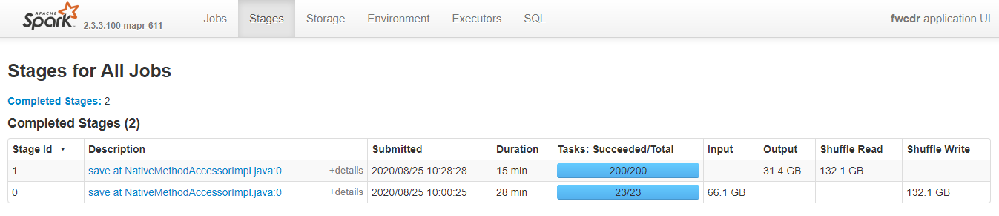 APACHE Spark 2.3.3.100-mapr-611 Jobs Stages Storage Environment Executors SQL fwcdr application UI
Stages for All Jobs
Completed Stages: 2
Completed Stages (2)
Stage Id ▾ Description Submitted Duration Tasks: Succeeded/Total Input Output Shuffle Read Shuffle Write
1 save at NativeMethodAccessorImpl.java:0 +details 2020/08/25 10:28:28 15 min 200/200 31.4 GB 132.1 GB
0 save at NativeMethodAccessorImpl.java:0 +details 2020/08/25 10:00:25 28 min 23/23 66.1 GB 132.1 GB